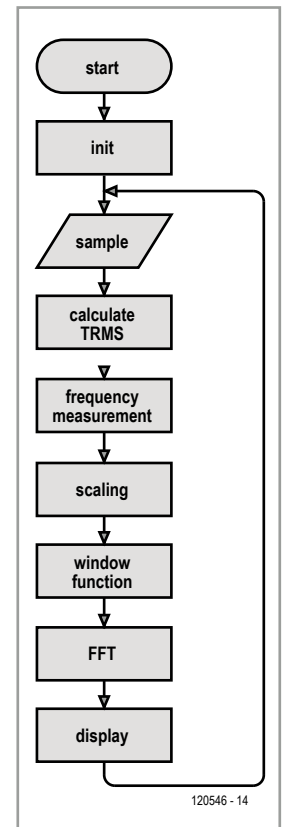 start
init
sample
calculate
TRMS
frequency
measurement
scaling
window
function
FFT
display
120546 - 14